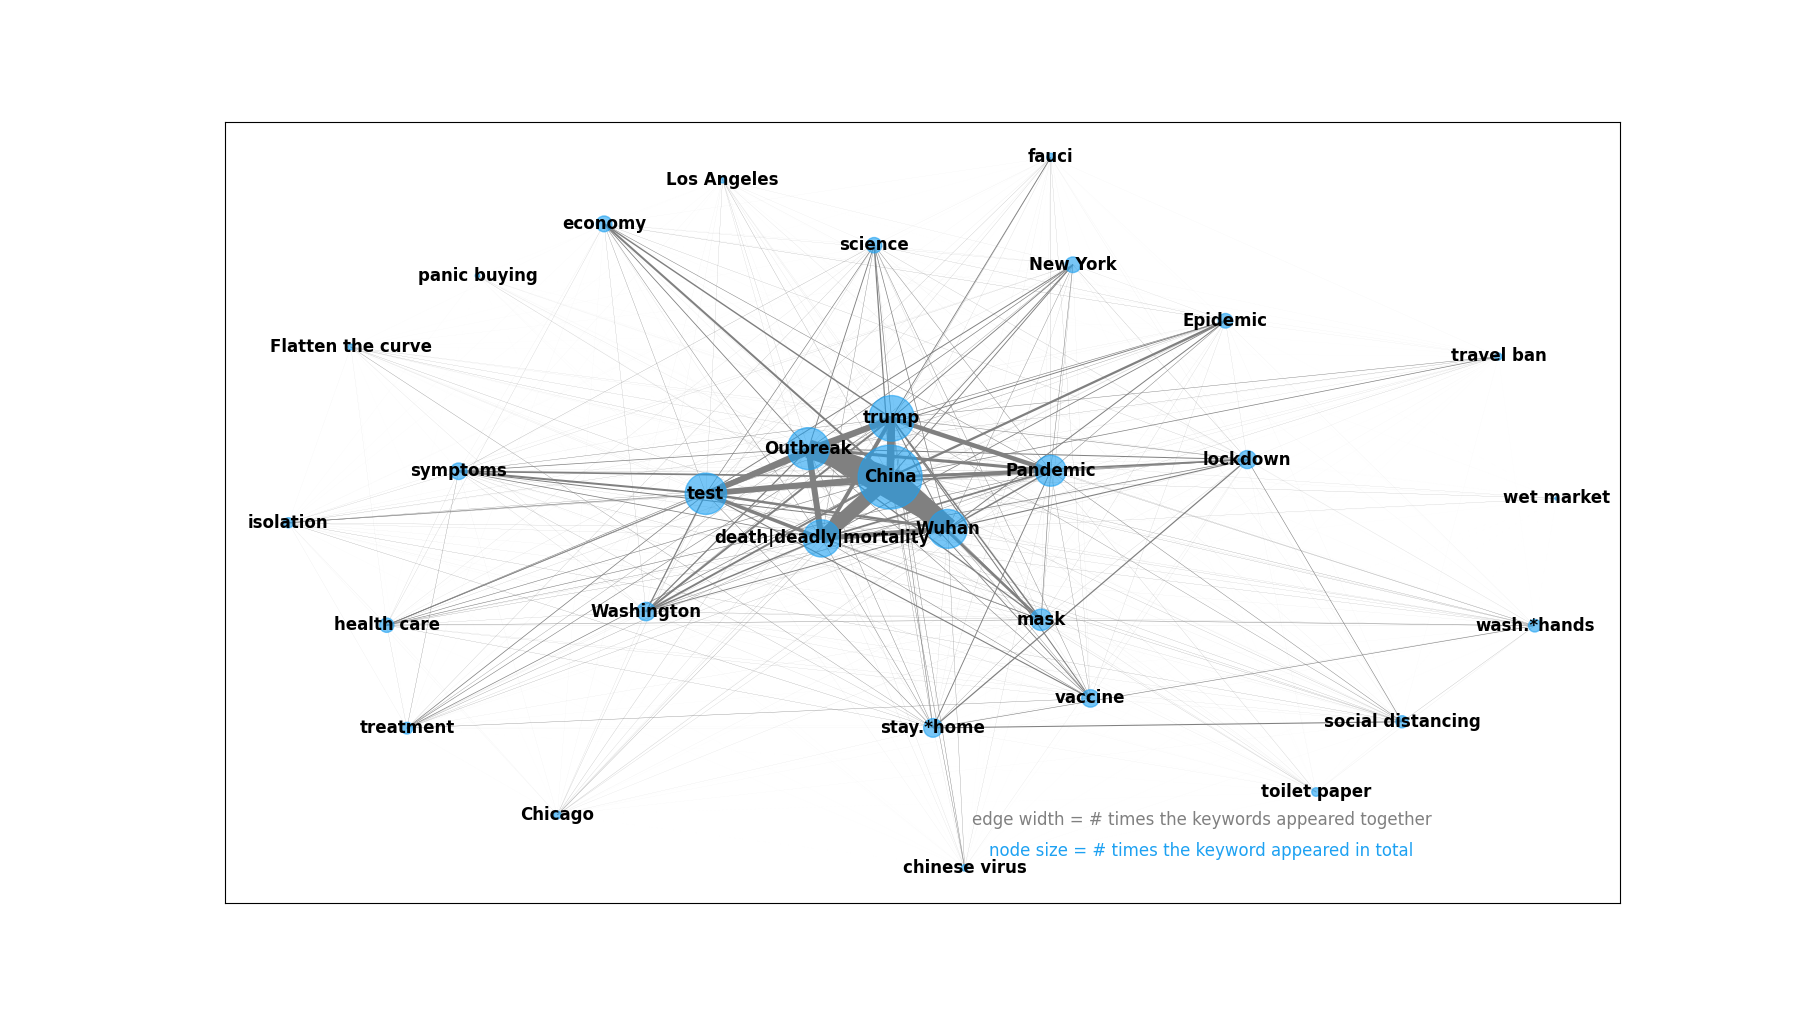 fauci
Los Angeles
economy
science
New York
panic buying
Epidemic
Flatten the curve
travel ban
trump
Outbreak
lockdown
symptoms
Pandemic
China
test
wet market
isolation
Wuhan
death|deadly|mortality
Washington
mask
health care
wash.*hands
vaccine
social distancing
treatment
stay.*home
toilet paper
Chicago
edge width = # times the keywords appeared together
node size = # times the keyword appeared in total
chinese virus